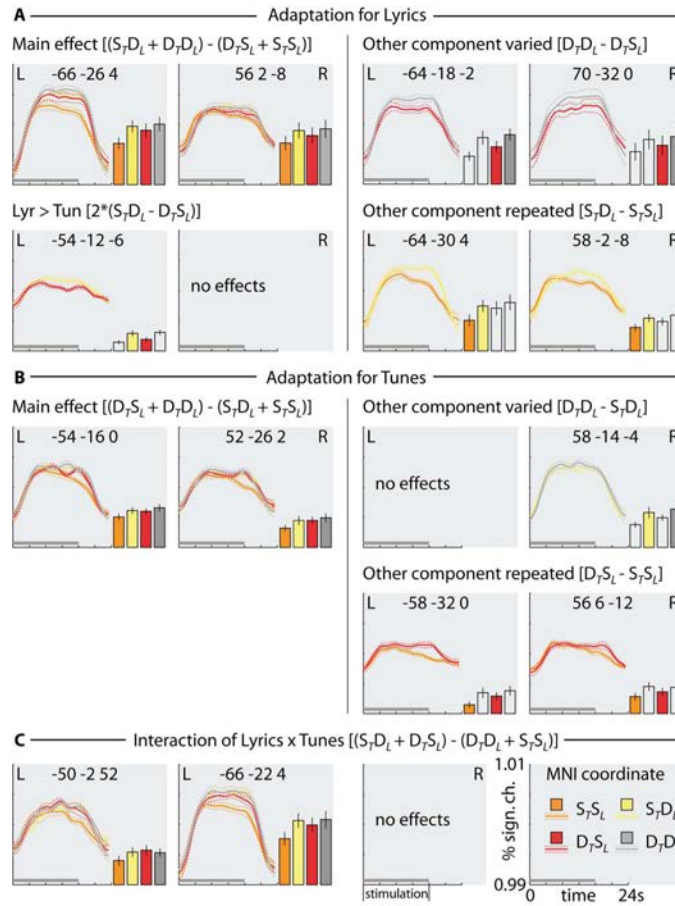 A Adaptation for Lyrics
Main effect [(STDL + DTDL) - (DTSL + STSL)]
Other component varied [DTDL - DTSL]
L -66 -26 4
56 2 -8 R
L -64 -18 -2
70 -32 0 R
Lyr > Tun [2*(STDL - DTSL)]
Other component repeated [STDL - STSL]
L -54 -12 -6
R
no effects
L -64 -30 4
58 -2 -8 R
B Adaptation for Tunes
Main effect [(DTSL + DTDL) - (STDL + STSL)]
Other component varied [DTDL - STDL]
L -54 -16 0
52 -26 2 R
L
no effects
58 -14 -4 R
Other component repeated [DTSL - STSL]
L -58 -32 0
56 6 -12 R
C Interaction of Lyrics x Tunes [(STDL + DTSL) - (DTDL + STSL)]
L -50 -2 52
-66 -22 4
R
no effects
stimulation
1.01
% sign. ch.
0.99
MNI coordinate
STSL STDL
DTSL DTD
0 time 24s